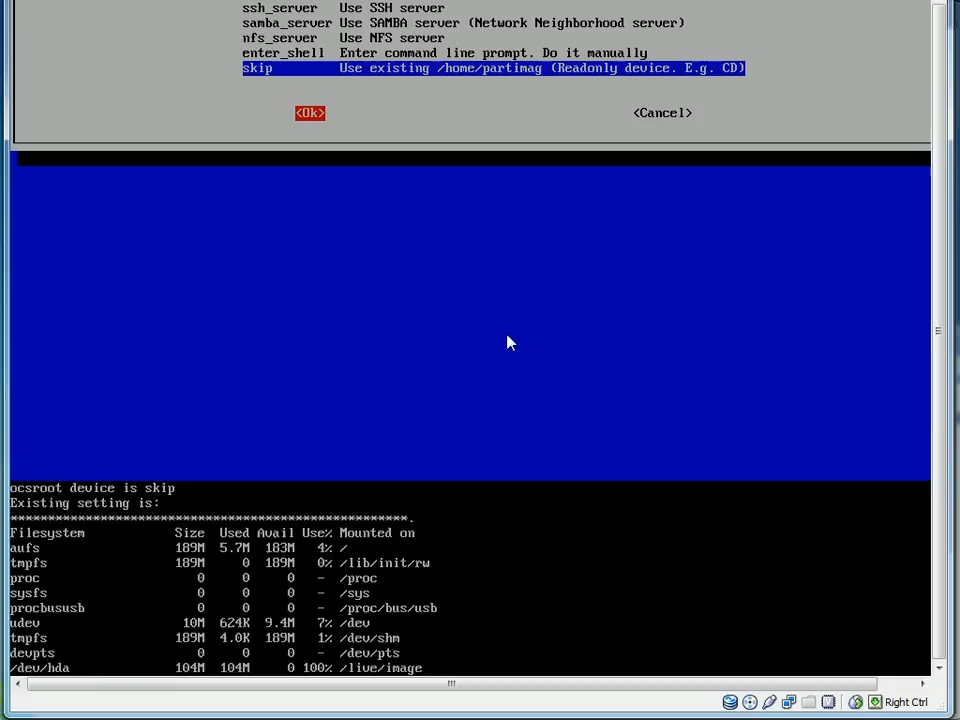 ssh_server Use SSH server
samba_server Use SAMBA server (Network Neighborhood server)
nfs_server Use NFS server
enter_shell Enter command line prompt. Do it manually
skip Use existing /home/partimag (Readonly device. E.g. CD)
<Ok> <Cancel>
ocsroot device is skip
Existing setting is:
*****************************************************.
Filesystem Size Used Avail Use% Mounted on
aufs 189M 5.7M 183M 4% /
tmpfs 189M 0 189M 0% /lib/init/rw
proc 0 0 0 - /proc
sysfs 0 0 0 - /sys
procbususb 0 0 0 - /proc/bus/usb
udev 10M 624K 9.4M 7% /dev
tmpfs 189M 4.0K 189M 1% /dev/shm
devpts 0 0 0 - /dev/pts
/dev/hda 104M 104M 0 100% /live/image
Right Ctrl